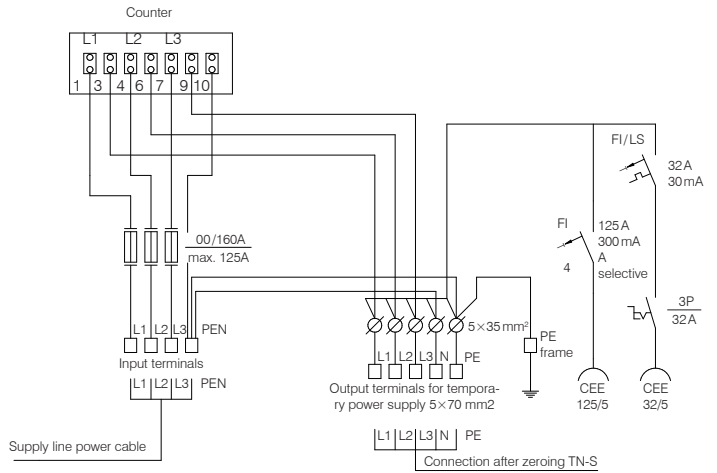 Counter
L1 L2 L3
1 3 4 6 7 9 10
FI/LS
32 A
30 mA
FI
125 A
300 mA
A
selective
4
00/160A
max. 125A
3P
32 A
5×35 mm²
L1 L2 L3 PEN
L1 L2 L3 N PE
PE
frame
Input terminals
Output terminals for tempora-
ry power supply 5×70 mm2
CEE
125/5
CEE
32/5
L1 L2 L3 PEN
L1 L2 L3 N PE
Supply line power cable
Connection after zeroing TN-S